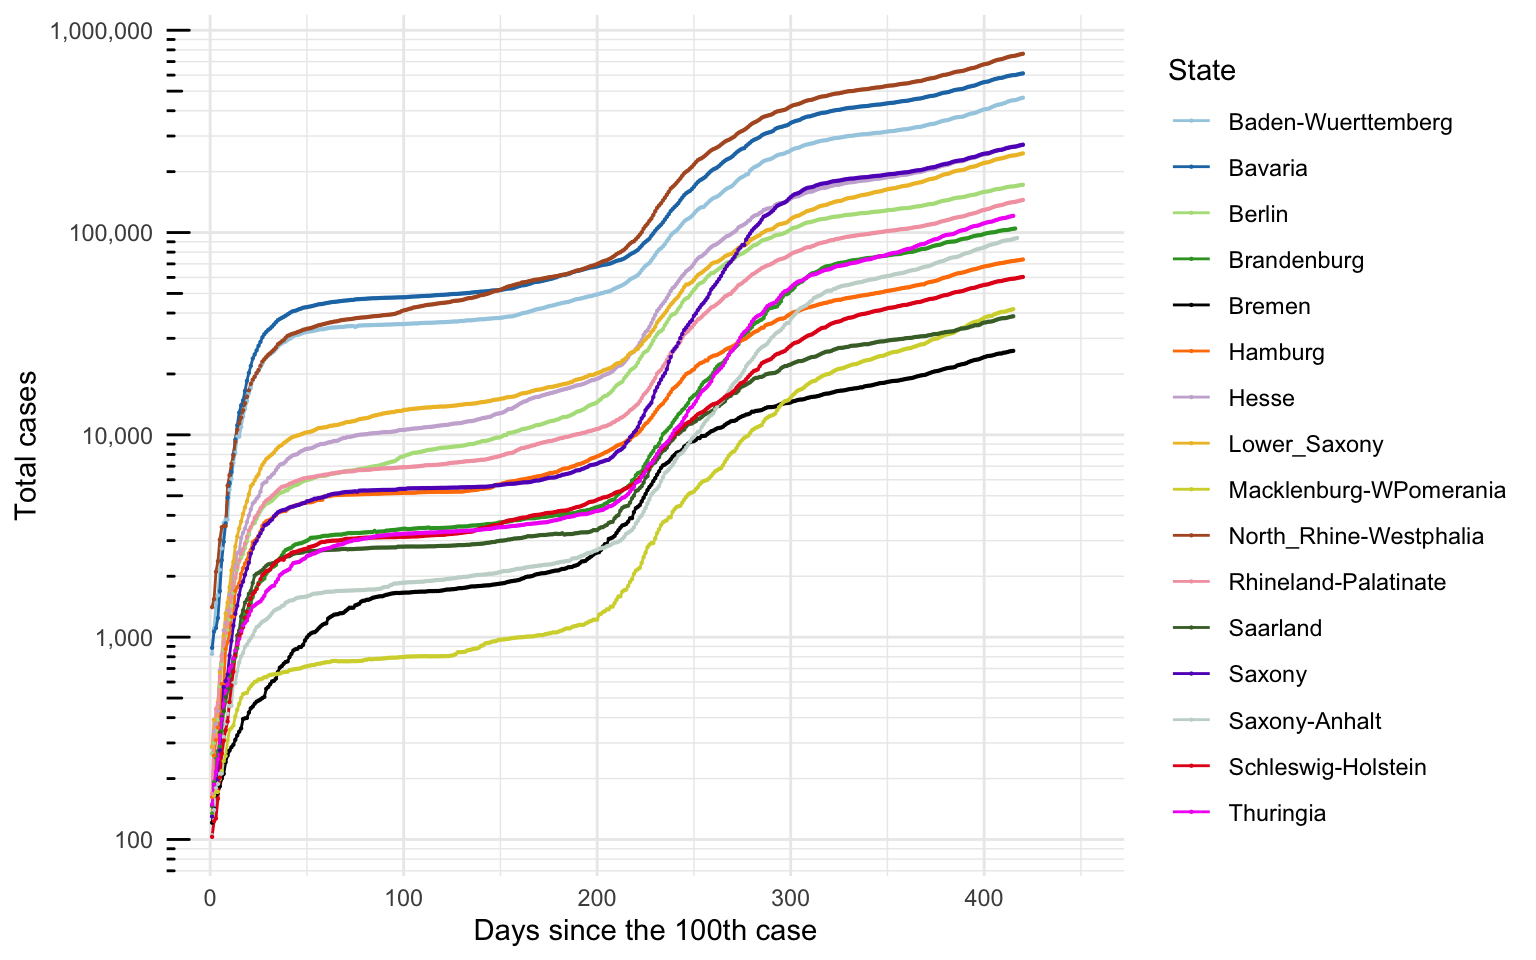 1,000,000
100,000
10,000
1,000
100
Total cases
0 100 200 300 400
Days since the 100th case
State
Baden-Wuerttemberg
Bavaria
Berlin
Brandenburg
Bremen
Hamburg
Hesse
Lower_Saxony
Macklenburg-WPomerania
North_Rhine-Westphalia
Rhineland-Palatinate
Saarland
Saxony
Saxony-Anhalt
Schleswig-Holstein
Thuringia